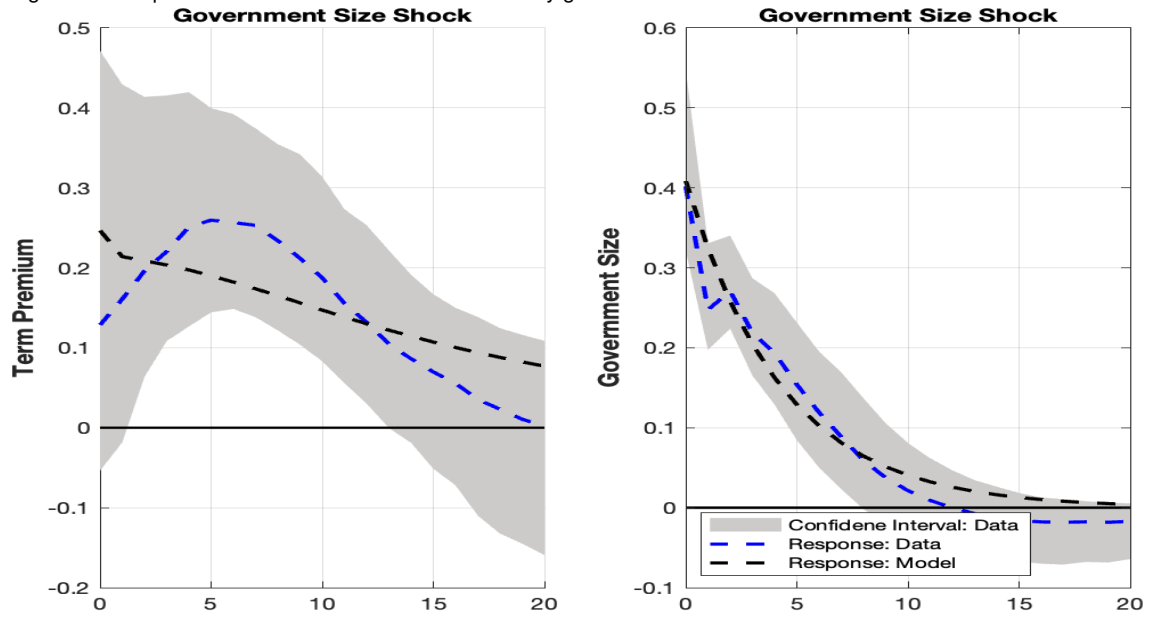 Government Size Shock
Term Premium
0.5
0.4
0.3
0.2
0.1
0
-0.1
-0.2
0 5 10 15 20
Government Size Shock
Government Size
0.6
0.5
0.4
0.3
0.2
0.1
0
-0.1
0 5 10 15 20
Confidene Interval: Data
Response: Data
Response: Model